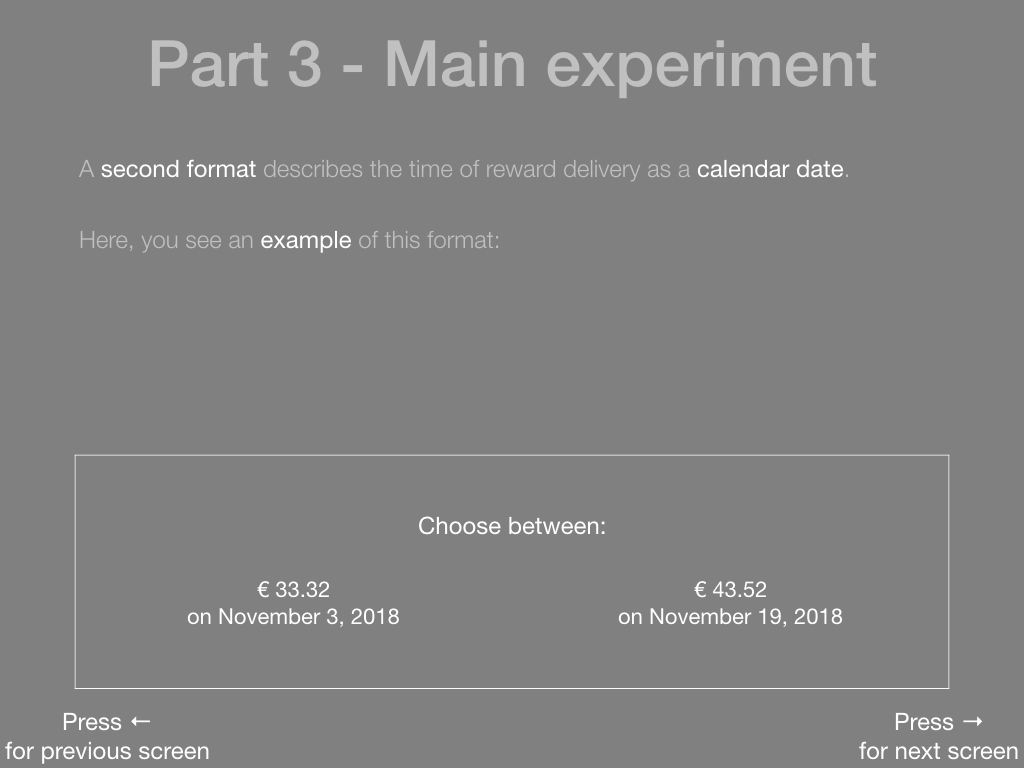 Part 3 - Main experiment
A second format describes the time of reward delivery as a calendar date.
Here, you see an example of this format:
Choose between:
€ 33.32
on November 3, 2018
€ 43.52
on November 19, 2018
Press ←
for previous screen
Press →
for next screen